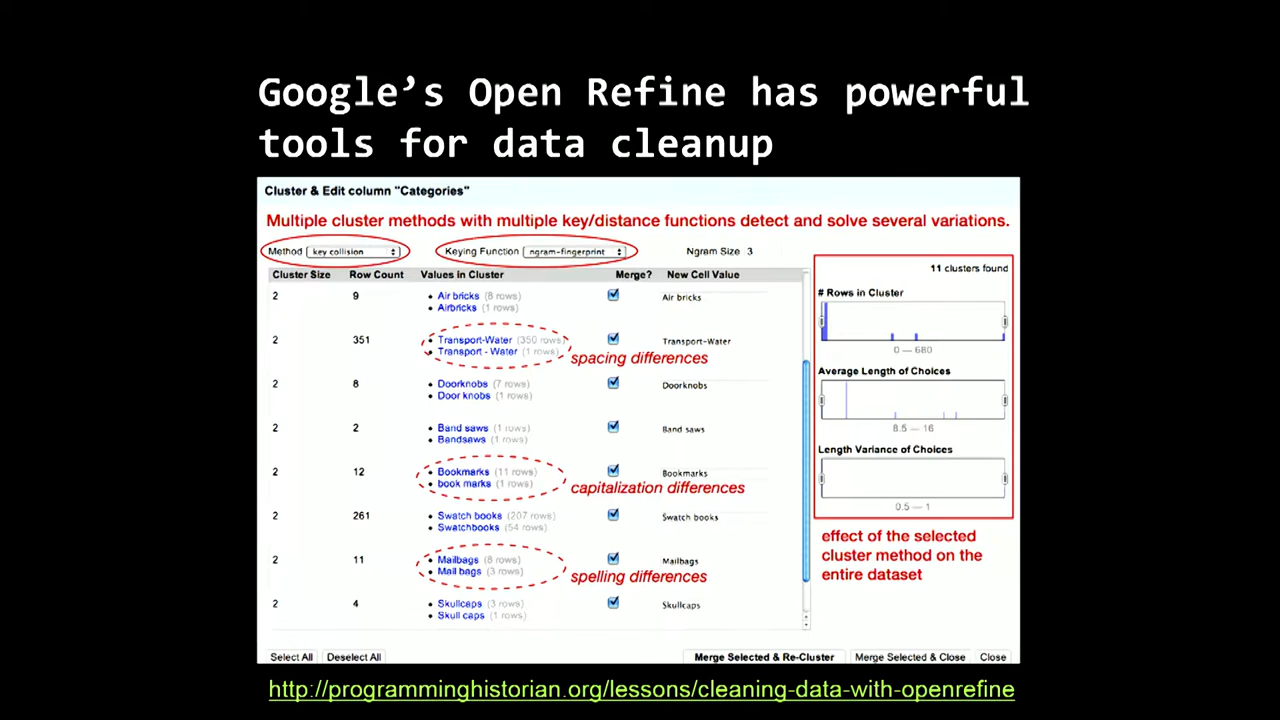 Google’s Open Refine has powerful
tools for data cleanup
Cluster & Edit column "Categories"
Multiple cluster methods with multiple key/distance functions detect and solve several variations.
Method key collision Keying Function ngram-fingerprint Ngram Size 3
11 clusters found
Cluster Size Row Count Values in Cluster Merge? New Cell Value
2 9 • Air bricks (8 rows) Air bricks
• Airbricks (1 rows)
2 351 • Transport-Water (350 rows) Transport-Water
• Transport - Water (1 rows)
spacing differences
2 8 • Doorknobs (7 rows) Doorknobs
• Door knobs (1 rows)
2 2 • Band saws (1 rows) Band saws
• Bandsaws (1 rows)
2 12 • Bookmarks (11 rows) Bookmarks
• book marks (1 rows)
capitalization differences
2 261 • Swatch books (207 rows) Swatch books
• Swatchbooks (54 rows)
2 11 • Mailbags (8 rows) Mailbags
• Mail bags (3 rows)
spelling differences
2 4 • Skullcaps (3 rows) Skullcaps
• Skull caps (1 rows)
# Rows in Cluster
0 — 680
Average Length of Choices
8.5 — 16
Length Variance of Choices
0.5 — 1
effect of the selected
cluster method on the
entire dataset
Select All Deselect All Merge Selected & Re-Cluster Merge Selected & Close Close
http://programminghistorian.org/lessons/cleaning-data-with-openrefine